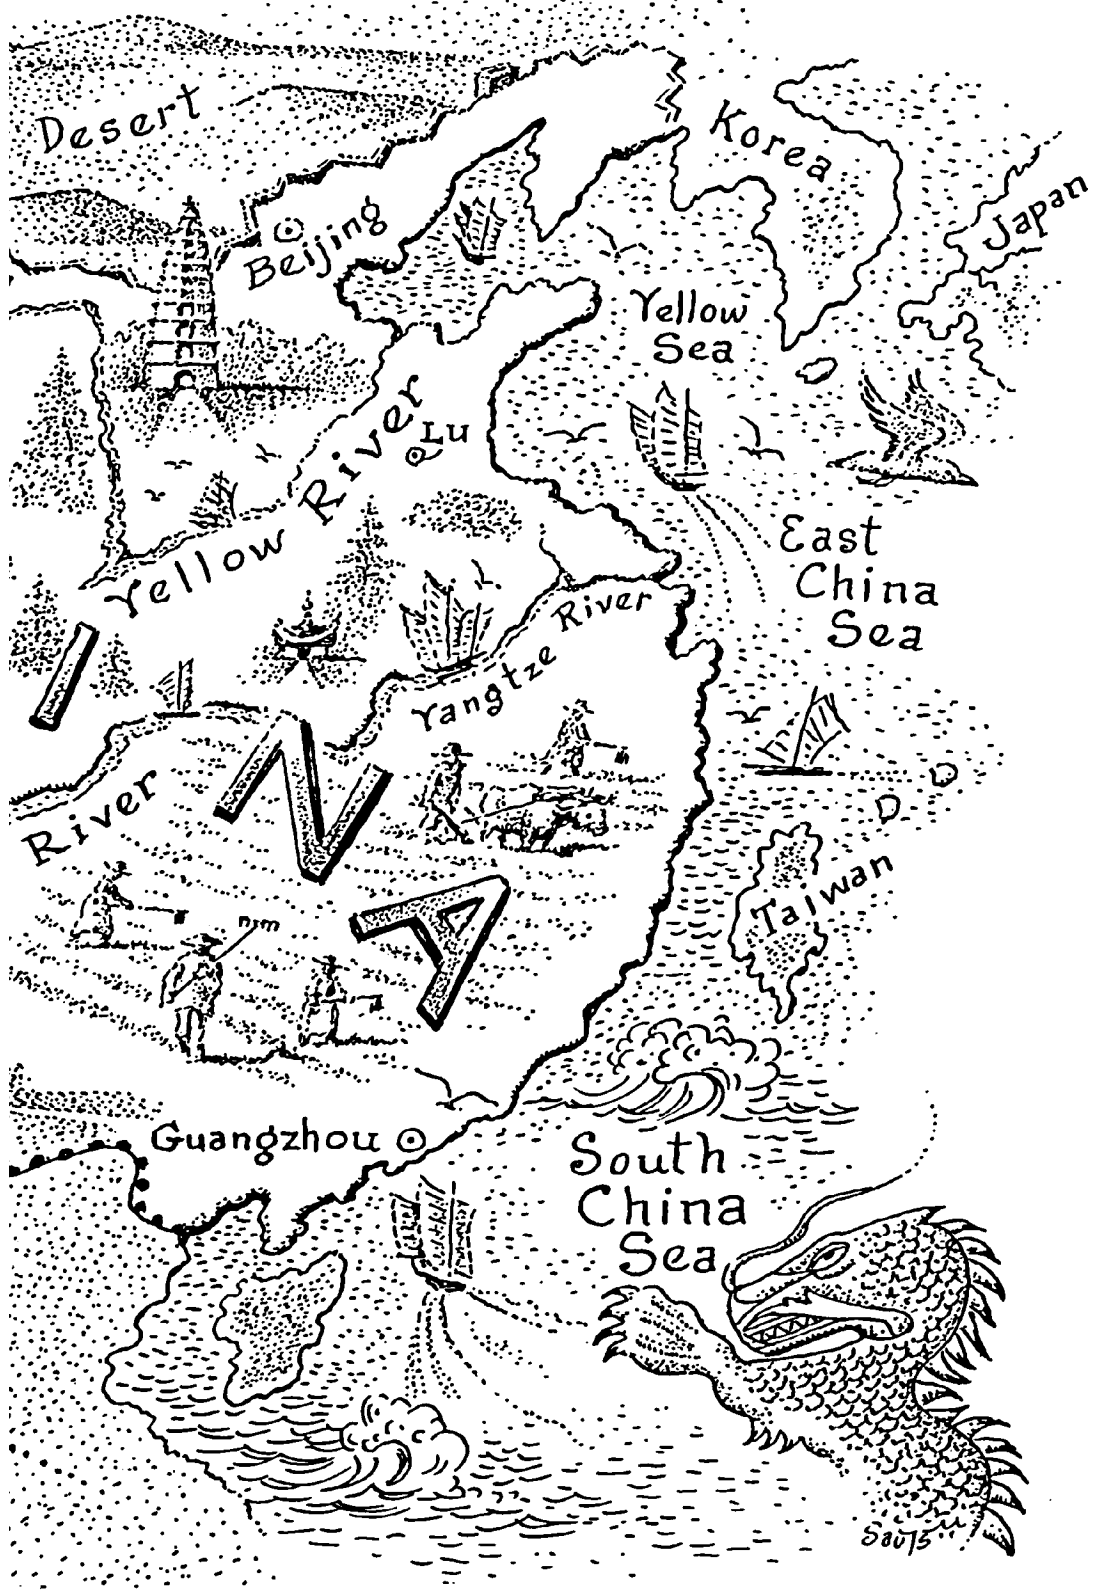 Desert
Korea
Japan
Beijing
Yellow
Sea
Lu
Yellow River
East
China
Sea
Yangtze River
River
I N A
Taiwan
Guangzhou
South
China
Sea